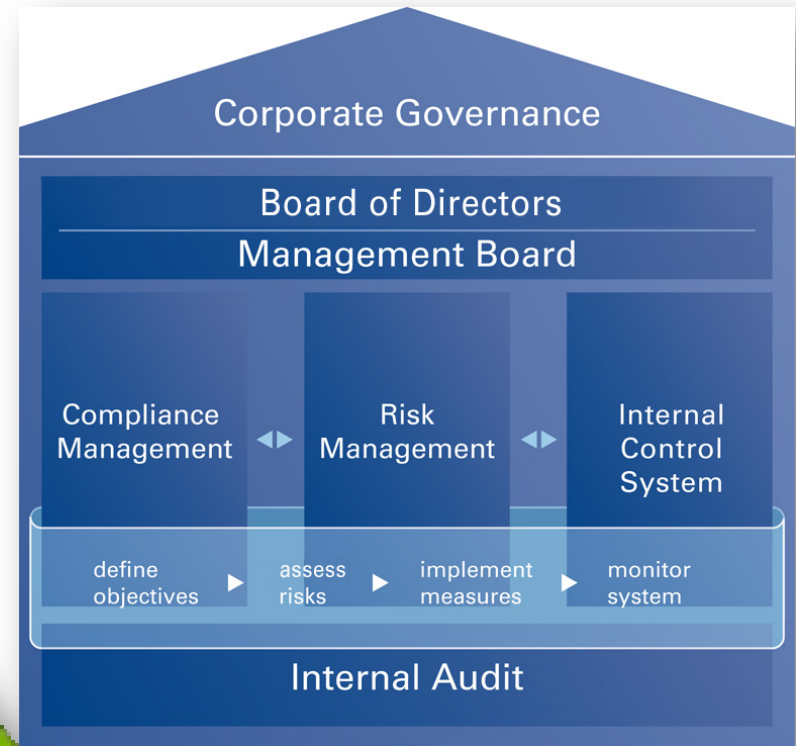 Corporate Governance
Board of Directors
Management Board
Compliance
Management
Risk
Management
Internal
Control
System
define
objectives
assess
risks
implement
measures
monitor
system
Internal Audit